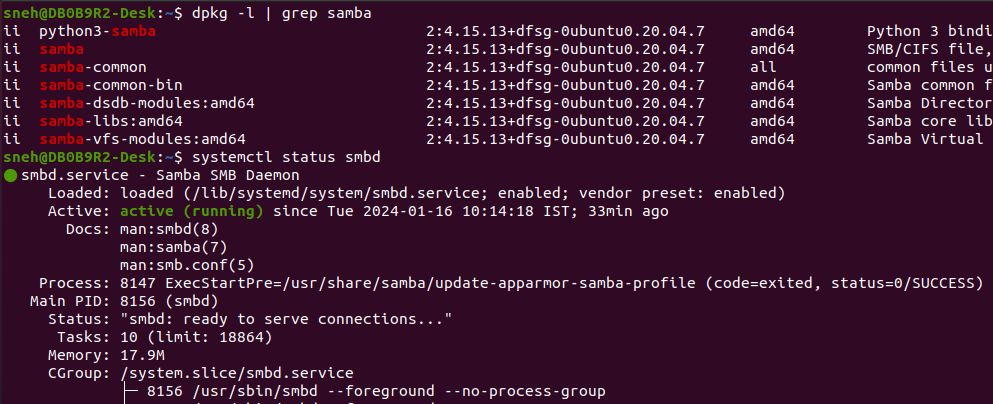 sneh@DB0B9R2-Desk:~$ dpkg -l | grep samba
ii  python3-samba                              2:4.15.13+dfsg-0ubuntu0.20.04.7     amd64        Python 3 bindi
ii  samba                                      2:4.15.13+dfsg-0ubuntu0.20.04.7     amd64        SMB/CIFS file,
ii  samba-common                               2:4.15.13+dfsg-0ubuntu0.20.04.7     all          common files u
ii  samba-common-bin                           2:4.15.13+dfsg-0ubuntu0.20.04.7     amd64        Samba common f
ii  samba-dsdb-modules:amd64                   2:4.15.13+dfsg-0ubuntu0.20.04.7     amd64        Samba Director
ii  samba-libs:amd64                           2:4.15.13+dfsg-0ubuntu0.20.04.7     amd64        Samba core lib
ii  samba-vfs-modules:amd64                    2:4.15.13+dfsg-0ubuntu0.20.04.7     amd64        Samba Virtual
sneh@DB0B9R2-Desk:~$ systemctl status smbd
● smbd.service - Samba SMB Daemon
     Loaded: loaded (/lib/systemd/system/smbd.service; enabled; vendor preset: enabled)
     Active: active (running) since Tue 2024-01-16 10:14:18 IST; 33min ago
       Docs: man:smbd(8)
             man:samba(7)
             man:smb.conf(5)
    Process: 8147 ExecStartPre=/usr/share/samba/update-apparmor-samba-profile (code=exited, status=0/SUCCESS)
   Main PID: 8156 (smbd)
     Status: "smbd: ready to serve connections..."
      Tasks: 10 (limit: 18864)
     Memory: 17.9M
     CGroup: /system.slice/smbd.service
             ├─ 8156 /usr/sbin/smbd --foreground --no-process-group